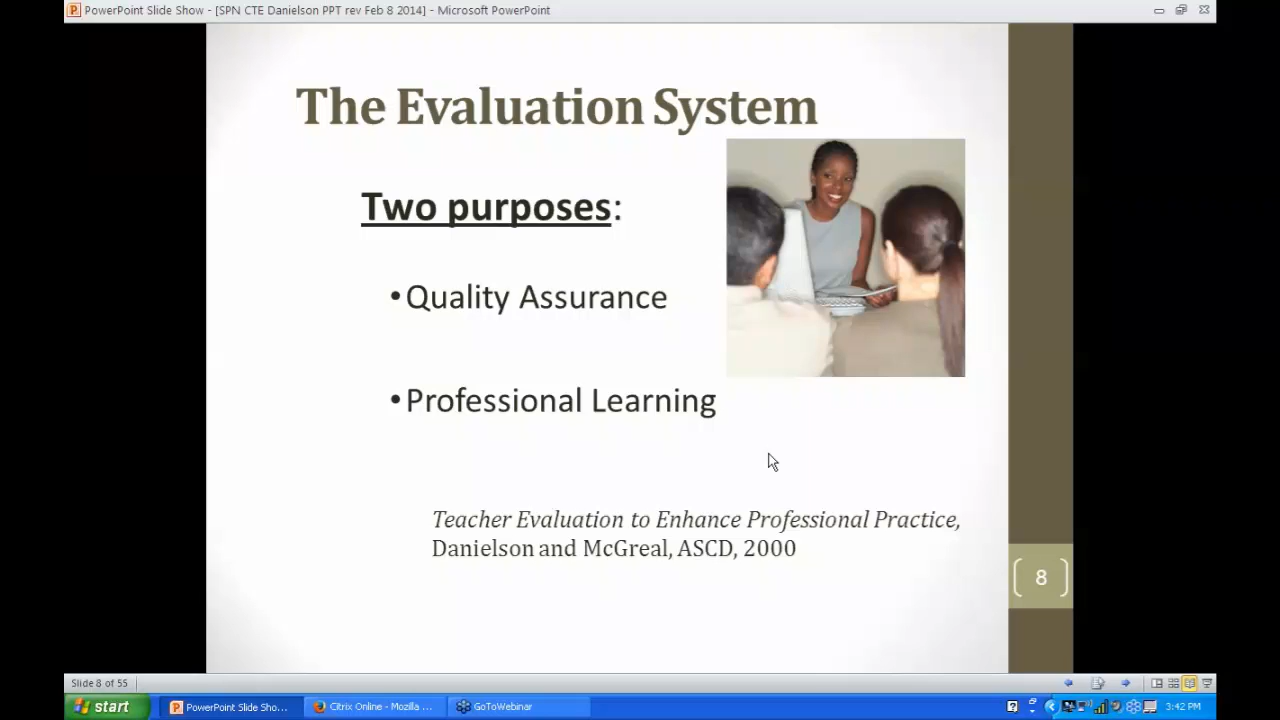 PowerPoint Slide Show - [SPN CTE Danielson PPT rev Feb 8 2014] - Microsoft PowerPoint
The Evaluation System
Two purposes:
•Quality Assurance
•Professional Learning
Teacher Evaluation to Enhance Professional Practice,
Danielson and McGreal, ASCD, 2000
8
Slide 8 of 55
start
PowerPoint Slide Sho...
Citrix Online - Mozilla ...
GoToWebinar
3:42 PM